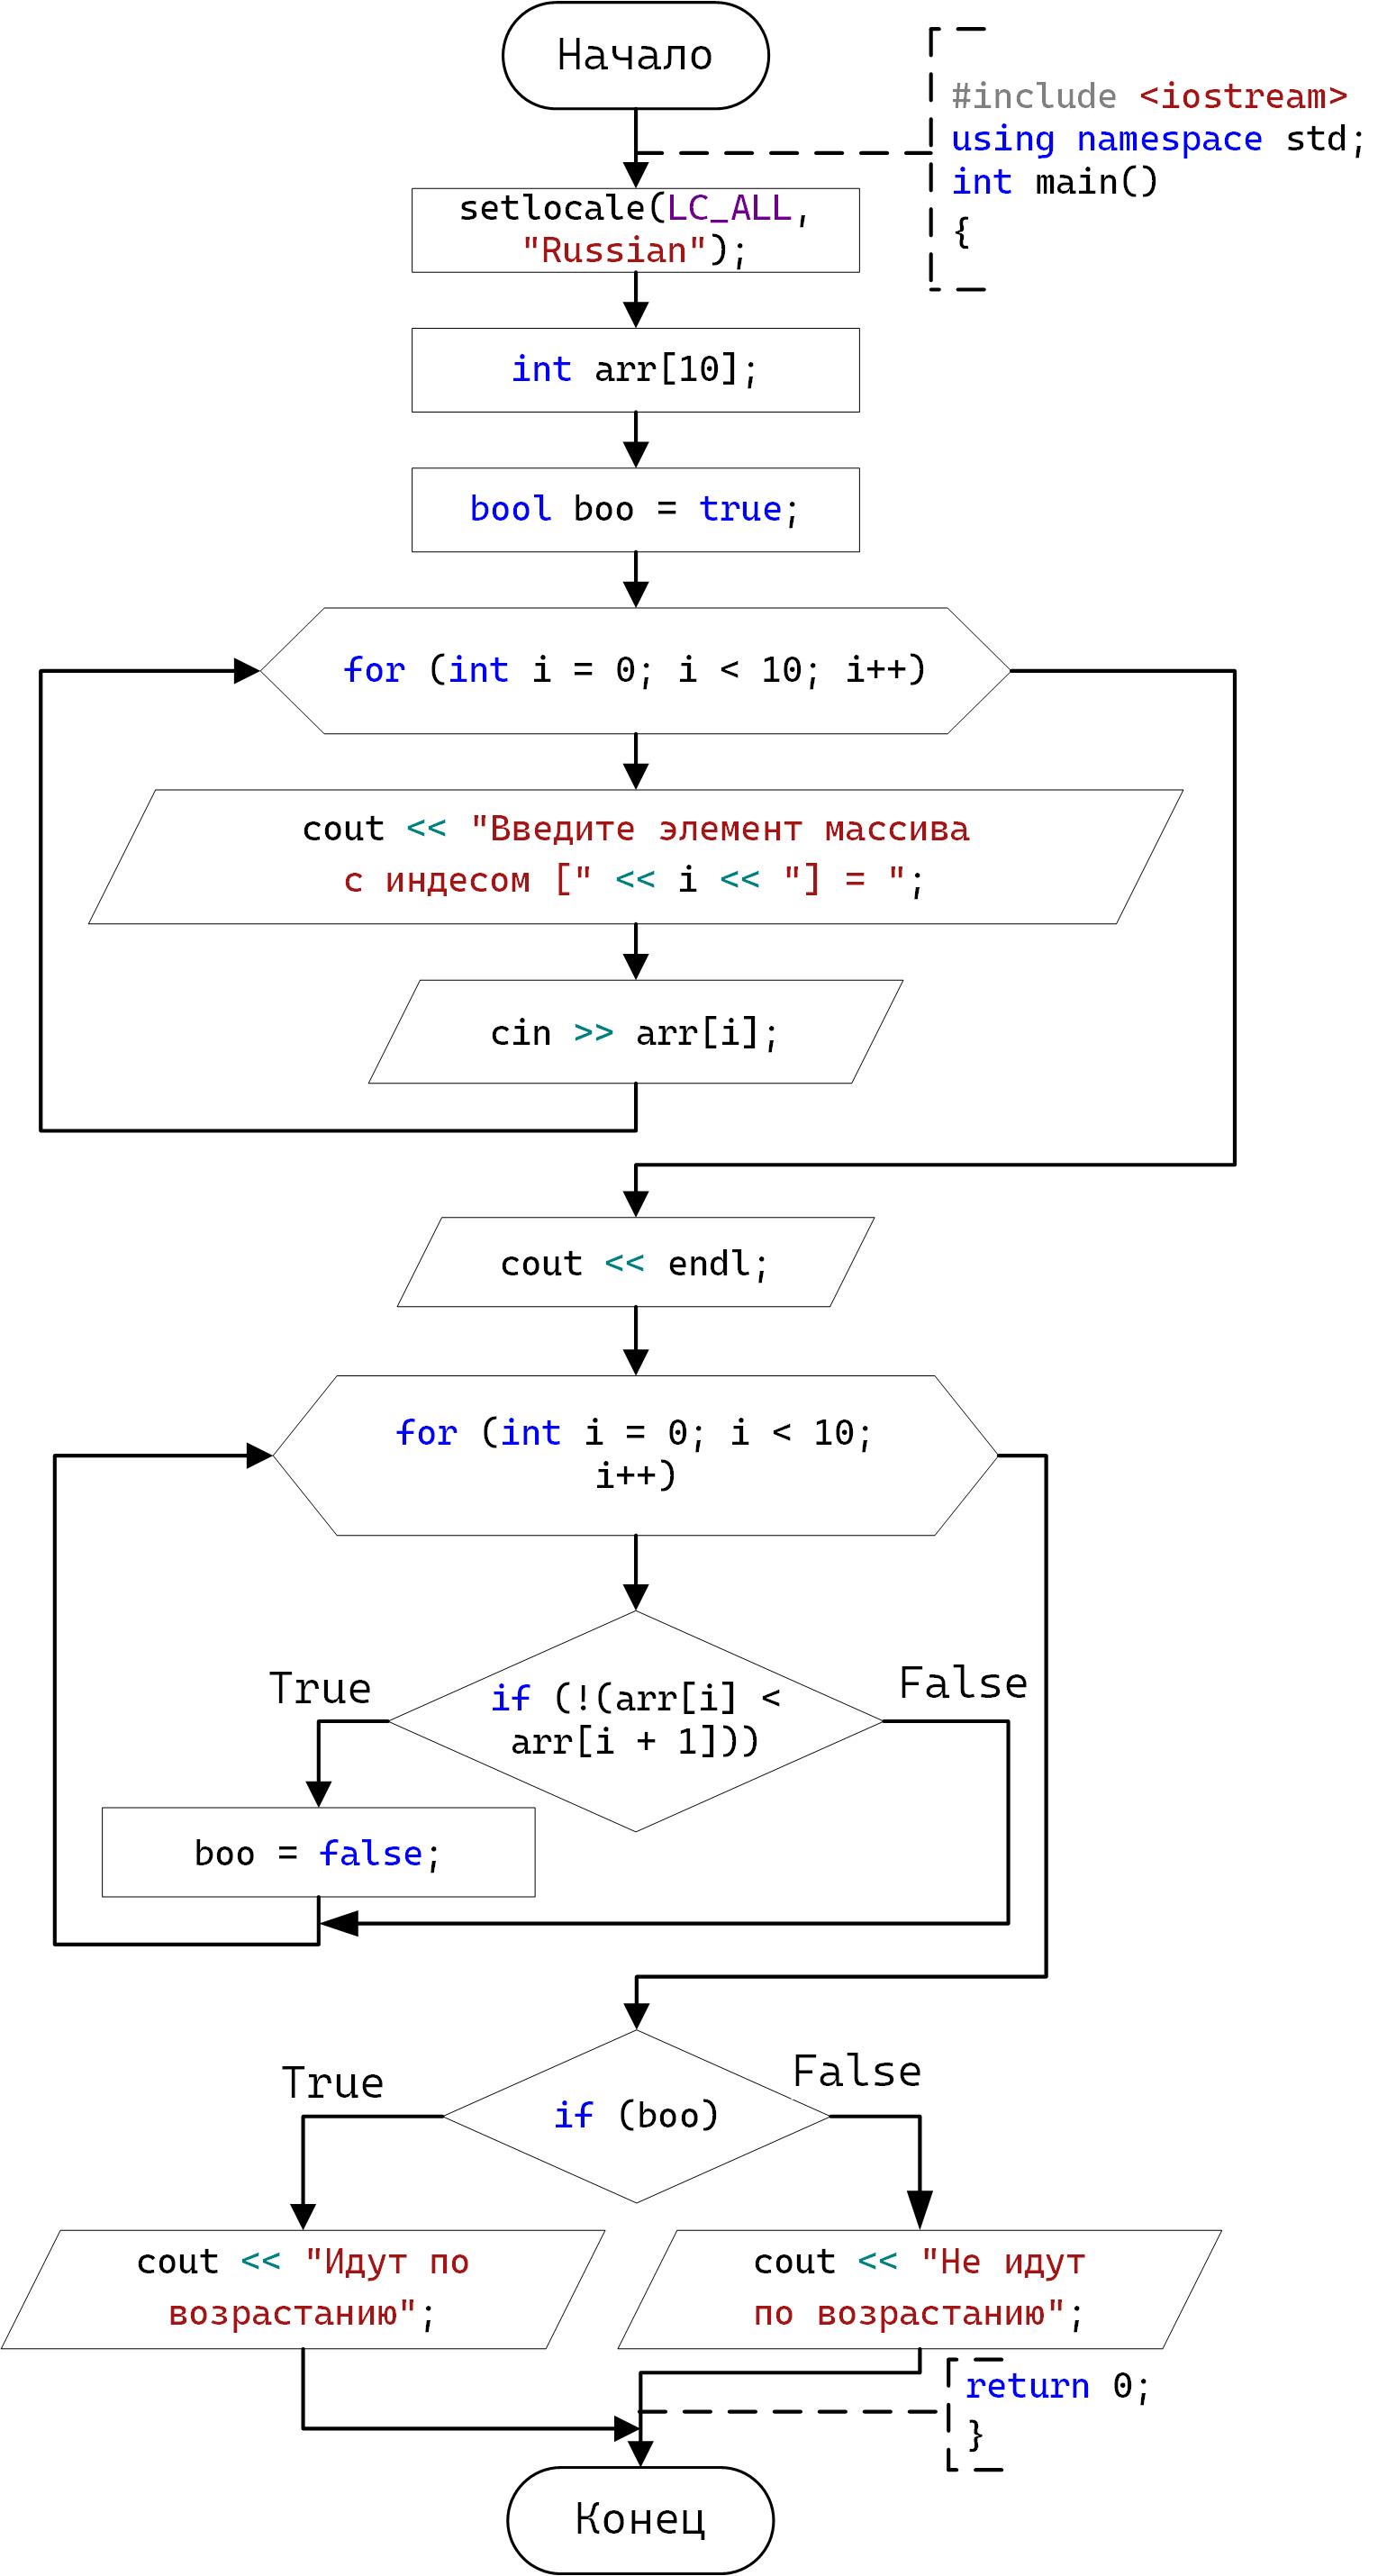 Начало
#include <iostream>
using namespace std;
int main()
{
setlocale(LC_ALL,
"Russian");
int arr[10];
bool boo = true;
for (int i = 0; i < 10; i++)
cout << "Введите элемент массива
с индесом [" << i << "] = ";
cin >> arr[i];
cout << endl;
for (int i = 0; i < 10;
i++)
True
False
if (!(arr[i] <
arr[i + 1]))
boo = false;
True
False
if (boo)
cout << "Идут по
возрастанию";
cout << "Не идут
по возрастанию";
return 0;
}
Конец